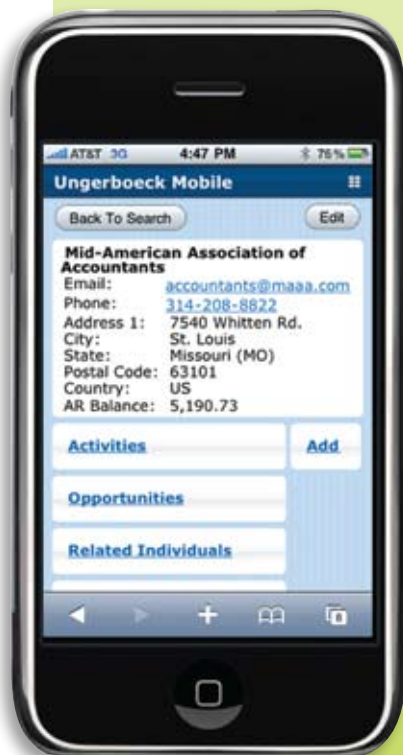 AT&T 3G 4:47 PM 76%
Ungerboeck Mobile
Back To Search Edit
Mid-American Association of
Accountants
Email: accountants@maaa.com
Phone: 314-208-8822
Address 1: 7540 Whitten Rd.
City: St. Louis
State: Missouri (MO)
Postal Code: 63101
Country: US
AR Balance: 5,190.73
Activities Add
Opportunities
Related Individuals